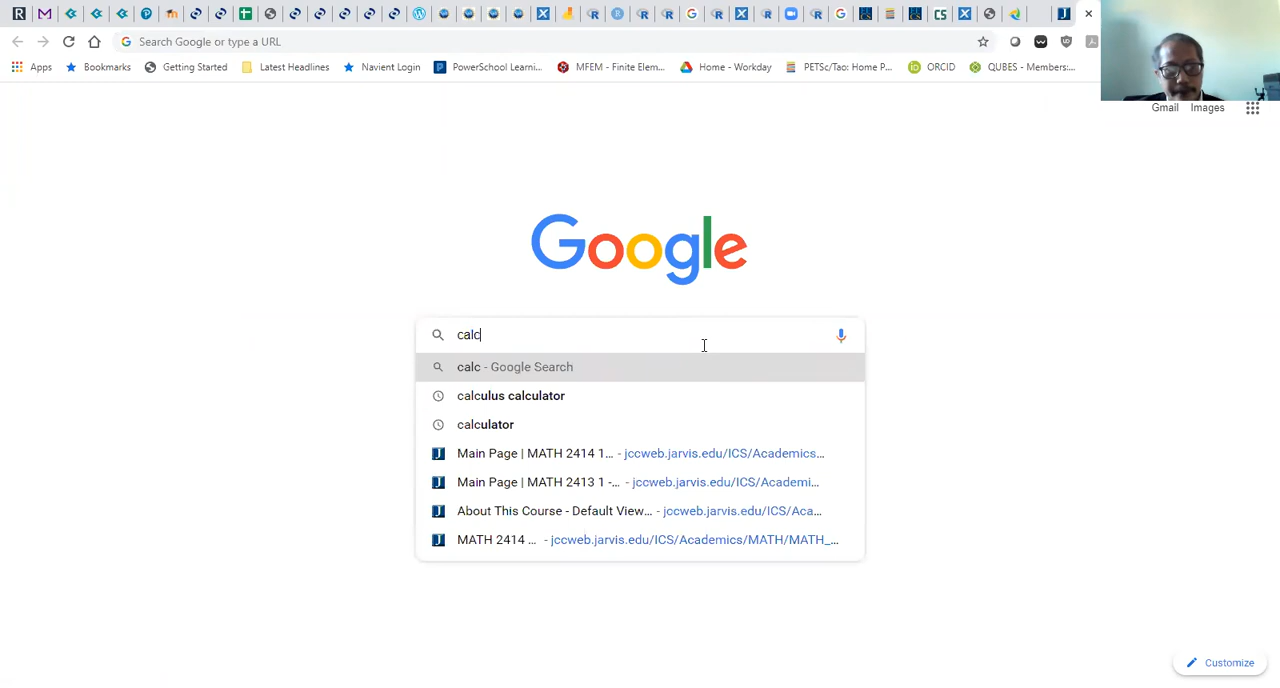 Search Google or type a URL
Apps Bookmarks Getting Started Latest Headlines Navient Login PowerSchool Learni... MFEM - Finite Elem... Home - Workday PETSc/Tao: Home P... ORCID QUBES - Members:...
Gmail Images
Google
calc
calc - Google Search
calculus calculator
calculator
Main Page | MATH 2414 1... - jccweb.jarvis.edu/ICS/Academics...
Main Page | MATH 2413 1 -... - jccweb.jarvis.edu/ICS/Academi...
About This Course - Default View... - jccweb.jarvis.edu/ICS/Aca...
MATH 2414 ... - jccweb.jarvis.edu/ICS/Academics/MATH/MATH_...
Customize